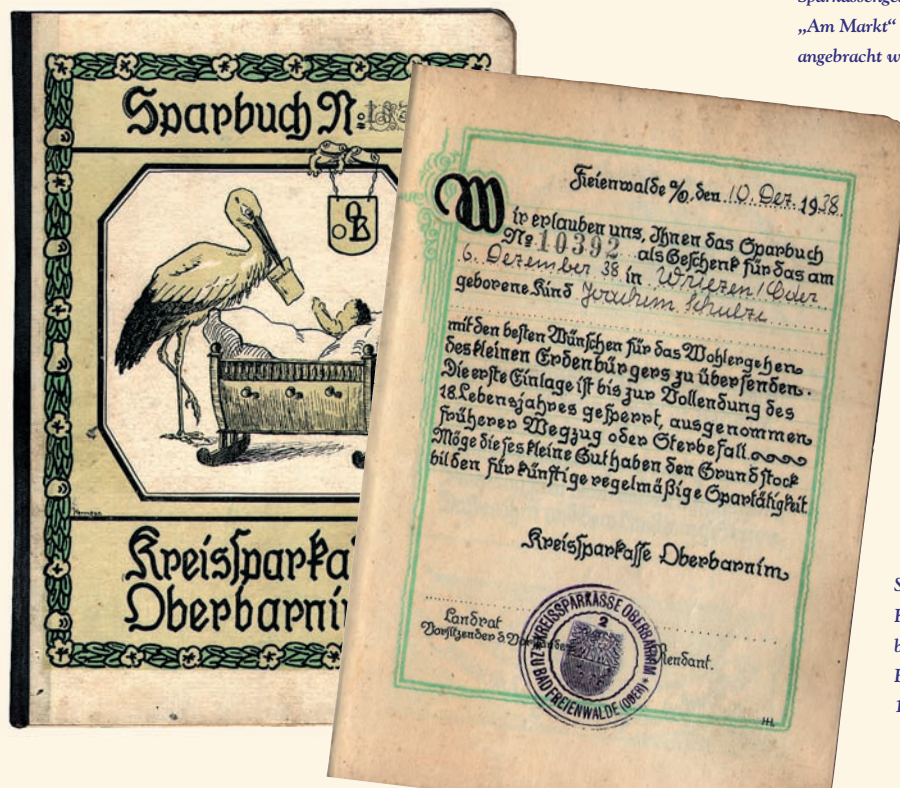 „Am Markt“
Sparbuch №
OB
Kreisspa
Oberbarni
Freienwalde a/O, den 10. Dez. 1938.
Wir erlauben uns, Ihnen das Sparbuch
№ 10392 als Geschenk für das am
6. Dezember 38 in Wriezen/Oder
geborene Kind Joachim Schulze
mit den besten Wünschen für das Wohlergehen
des kleinen Erdenbürgers zu übersenden.
Die erste Einlage ist bis zur Vollendung des
18. Lebensjahres gesperrt, ausgenommen
früherer Wegzug oder Sterbefall.
Möge dieses kleine Guthaben den Grundstock
bilden für künftige regelmäßige Spartätigkeit.
Kreissparkasse Oberbarnim
Landrat
Vorsitzender d.
Rendant.
KREISSPARKASSE OBERBARNIM
2
ZU BAD FREIENWALDE (ODER)
HH.